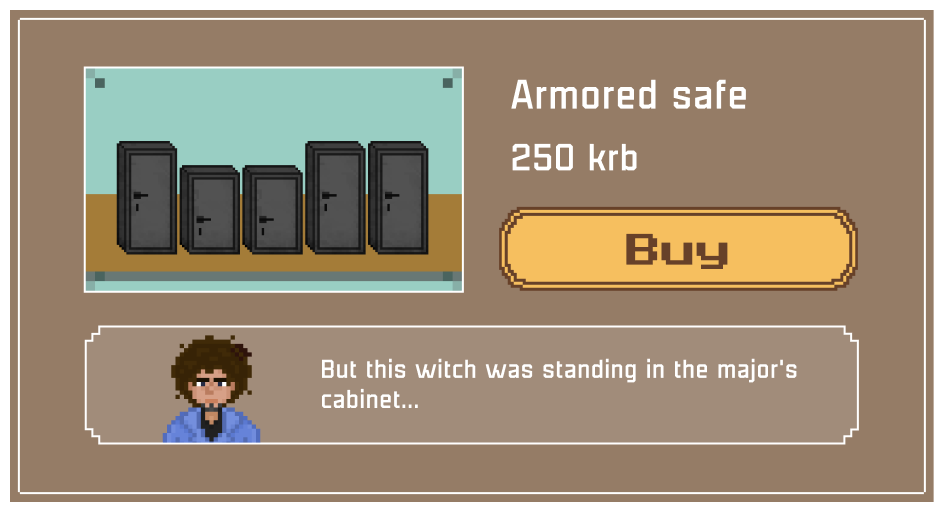 Armored safe
250 krb
Buy
But this witch was standing in the major's
cabinet...